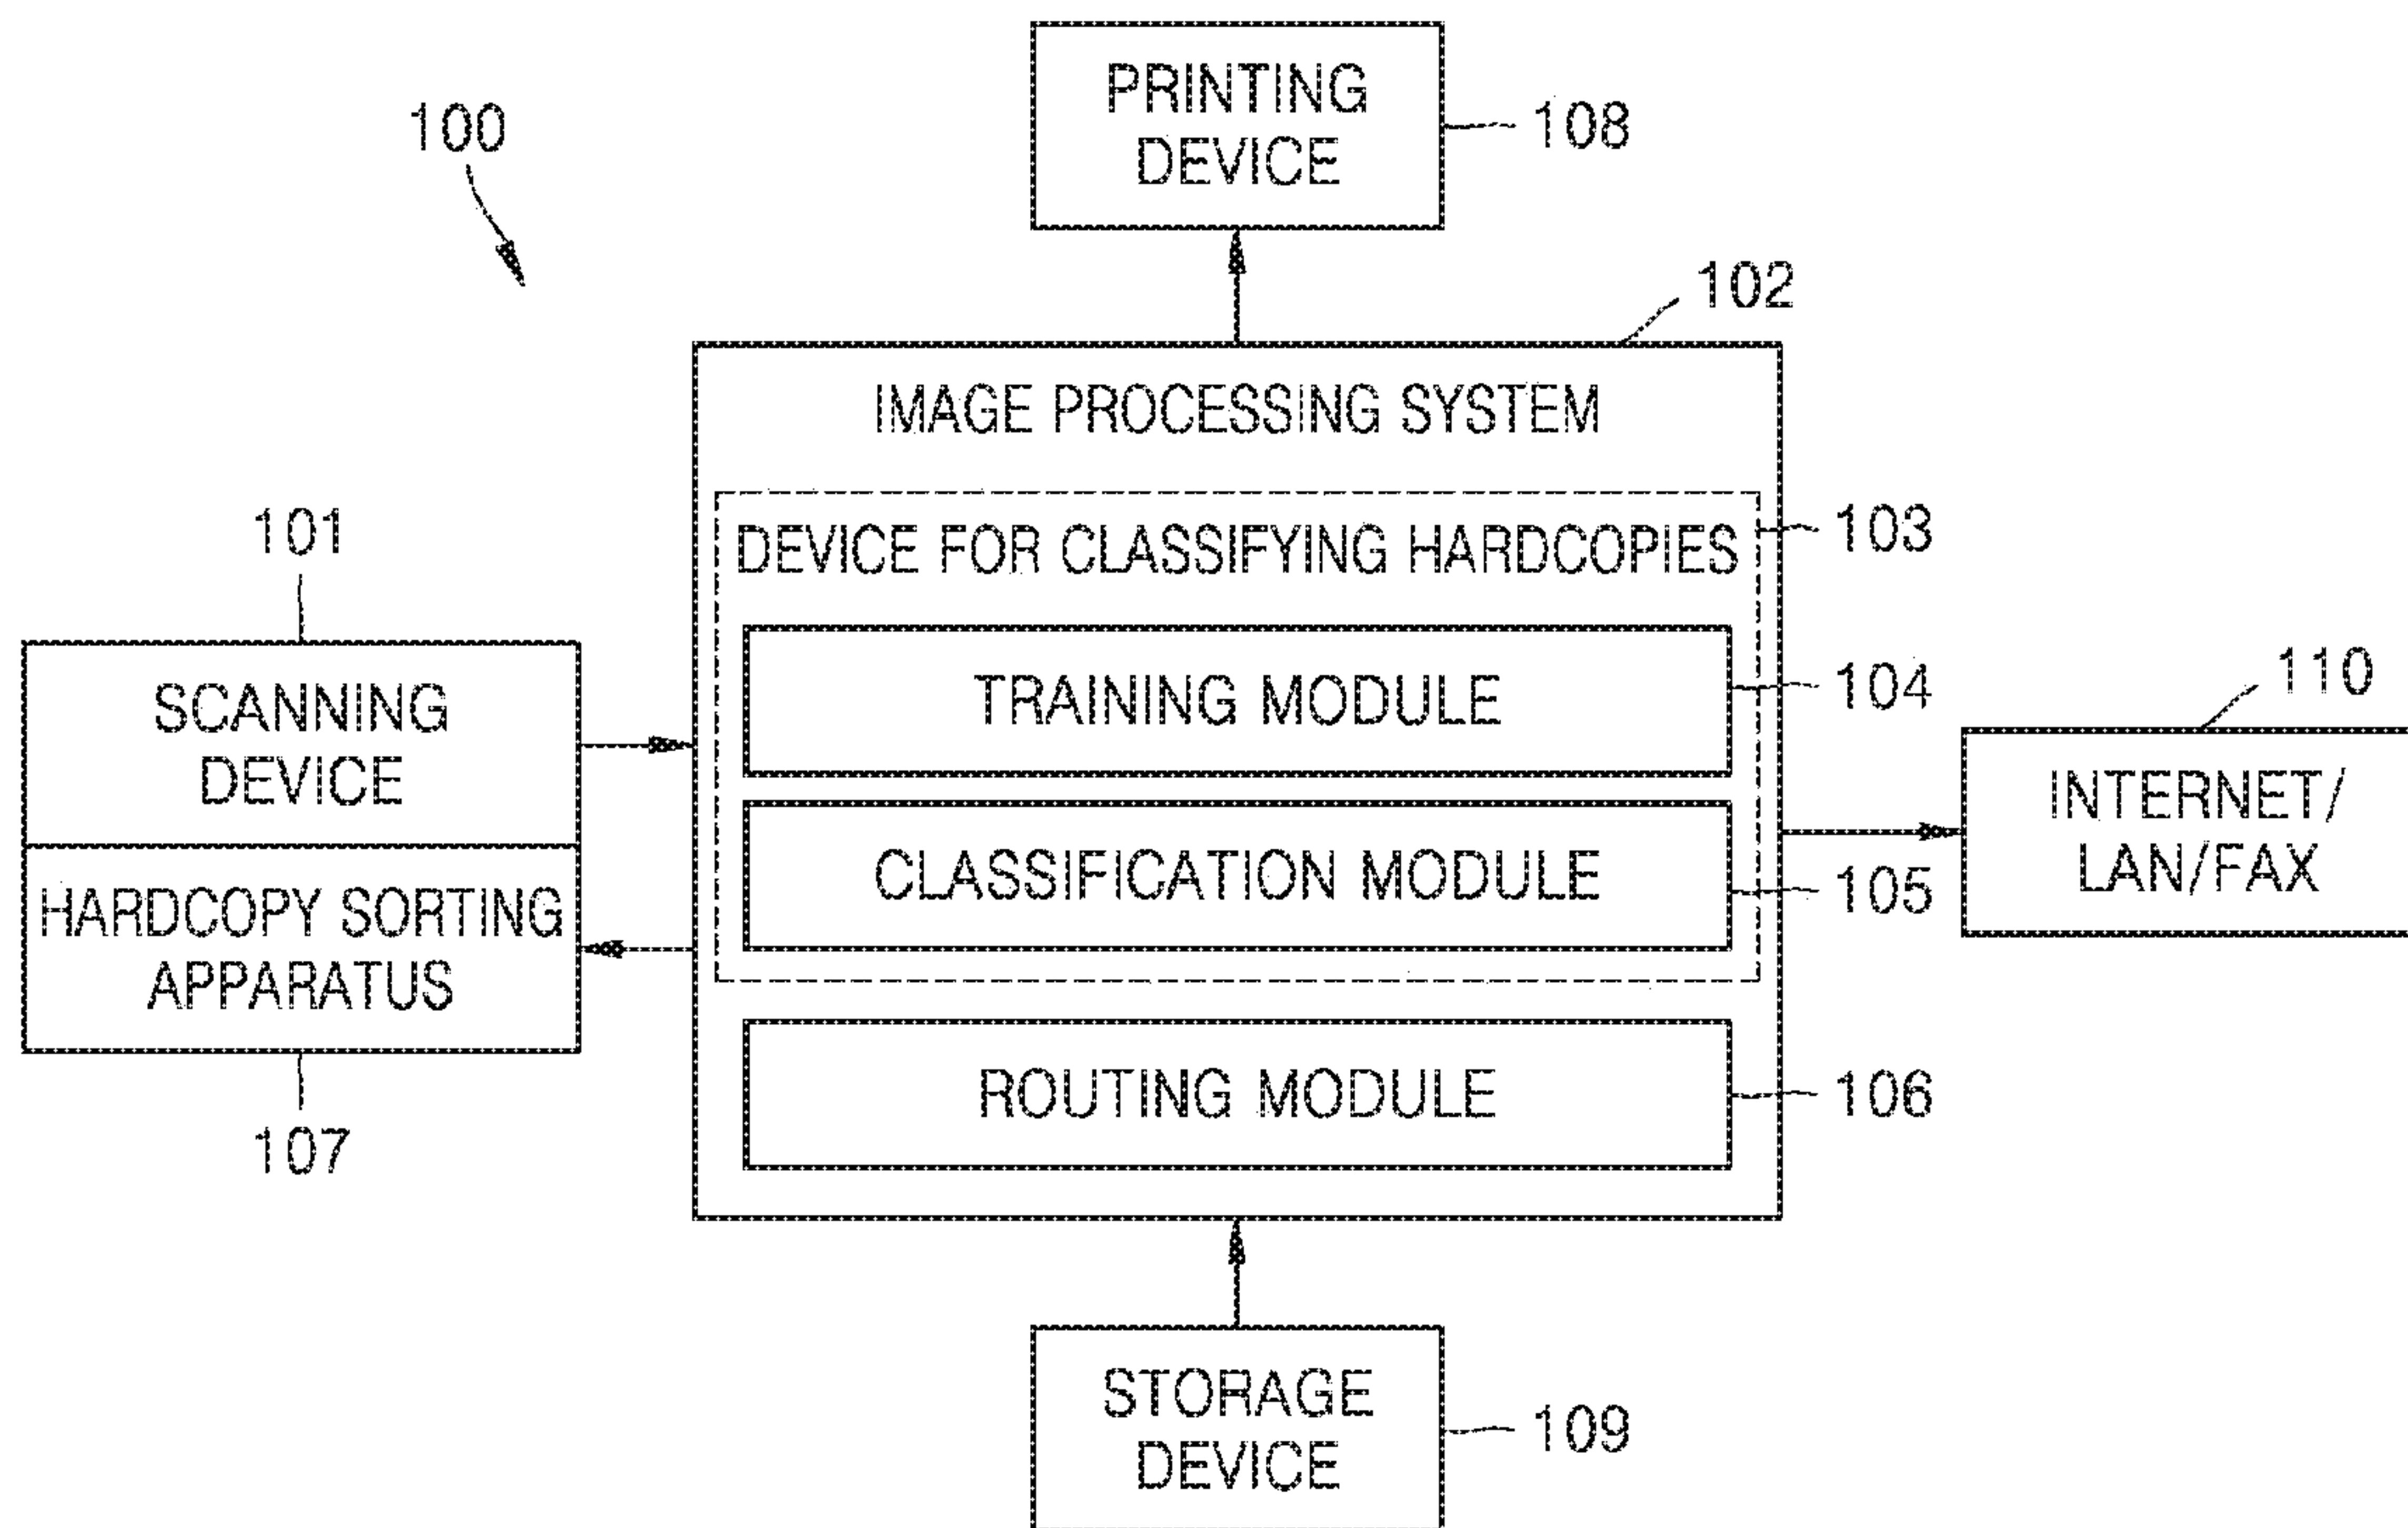 PRINTING
DEVICE
108
100
102
IMAGE PROCESSING SYSTEM
DEVICE FOR CLASSIFYING HARDCOPIES
103
101
TRAINING MODULE
104
SCANNING
DEVICE
110
INTERNET/
LAN/FAX
CLASSIFICATION MODULE
105
HARDCOPY SORTING
APPARATUS
107
ROUTING MODULE
106
STORAGE
DEVICE
109